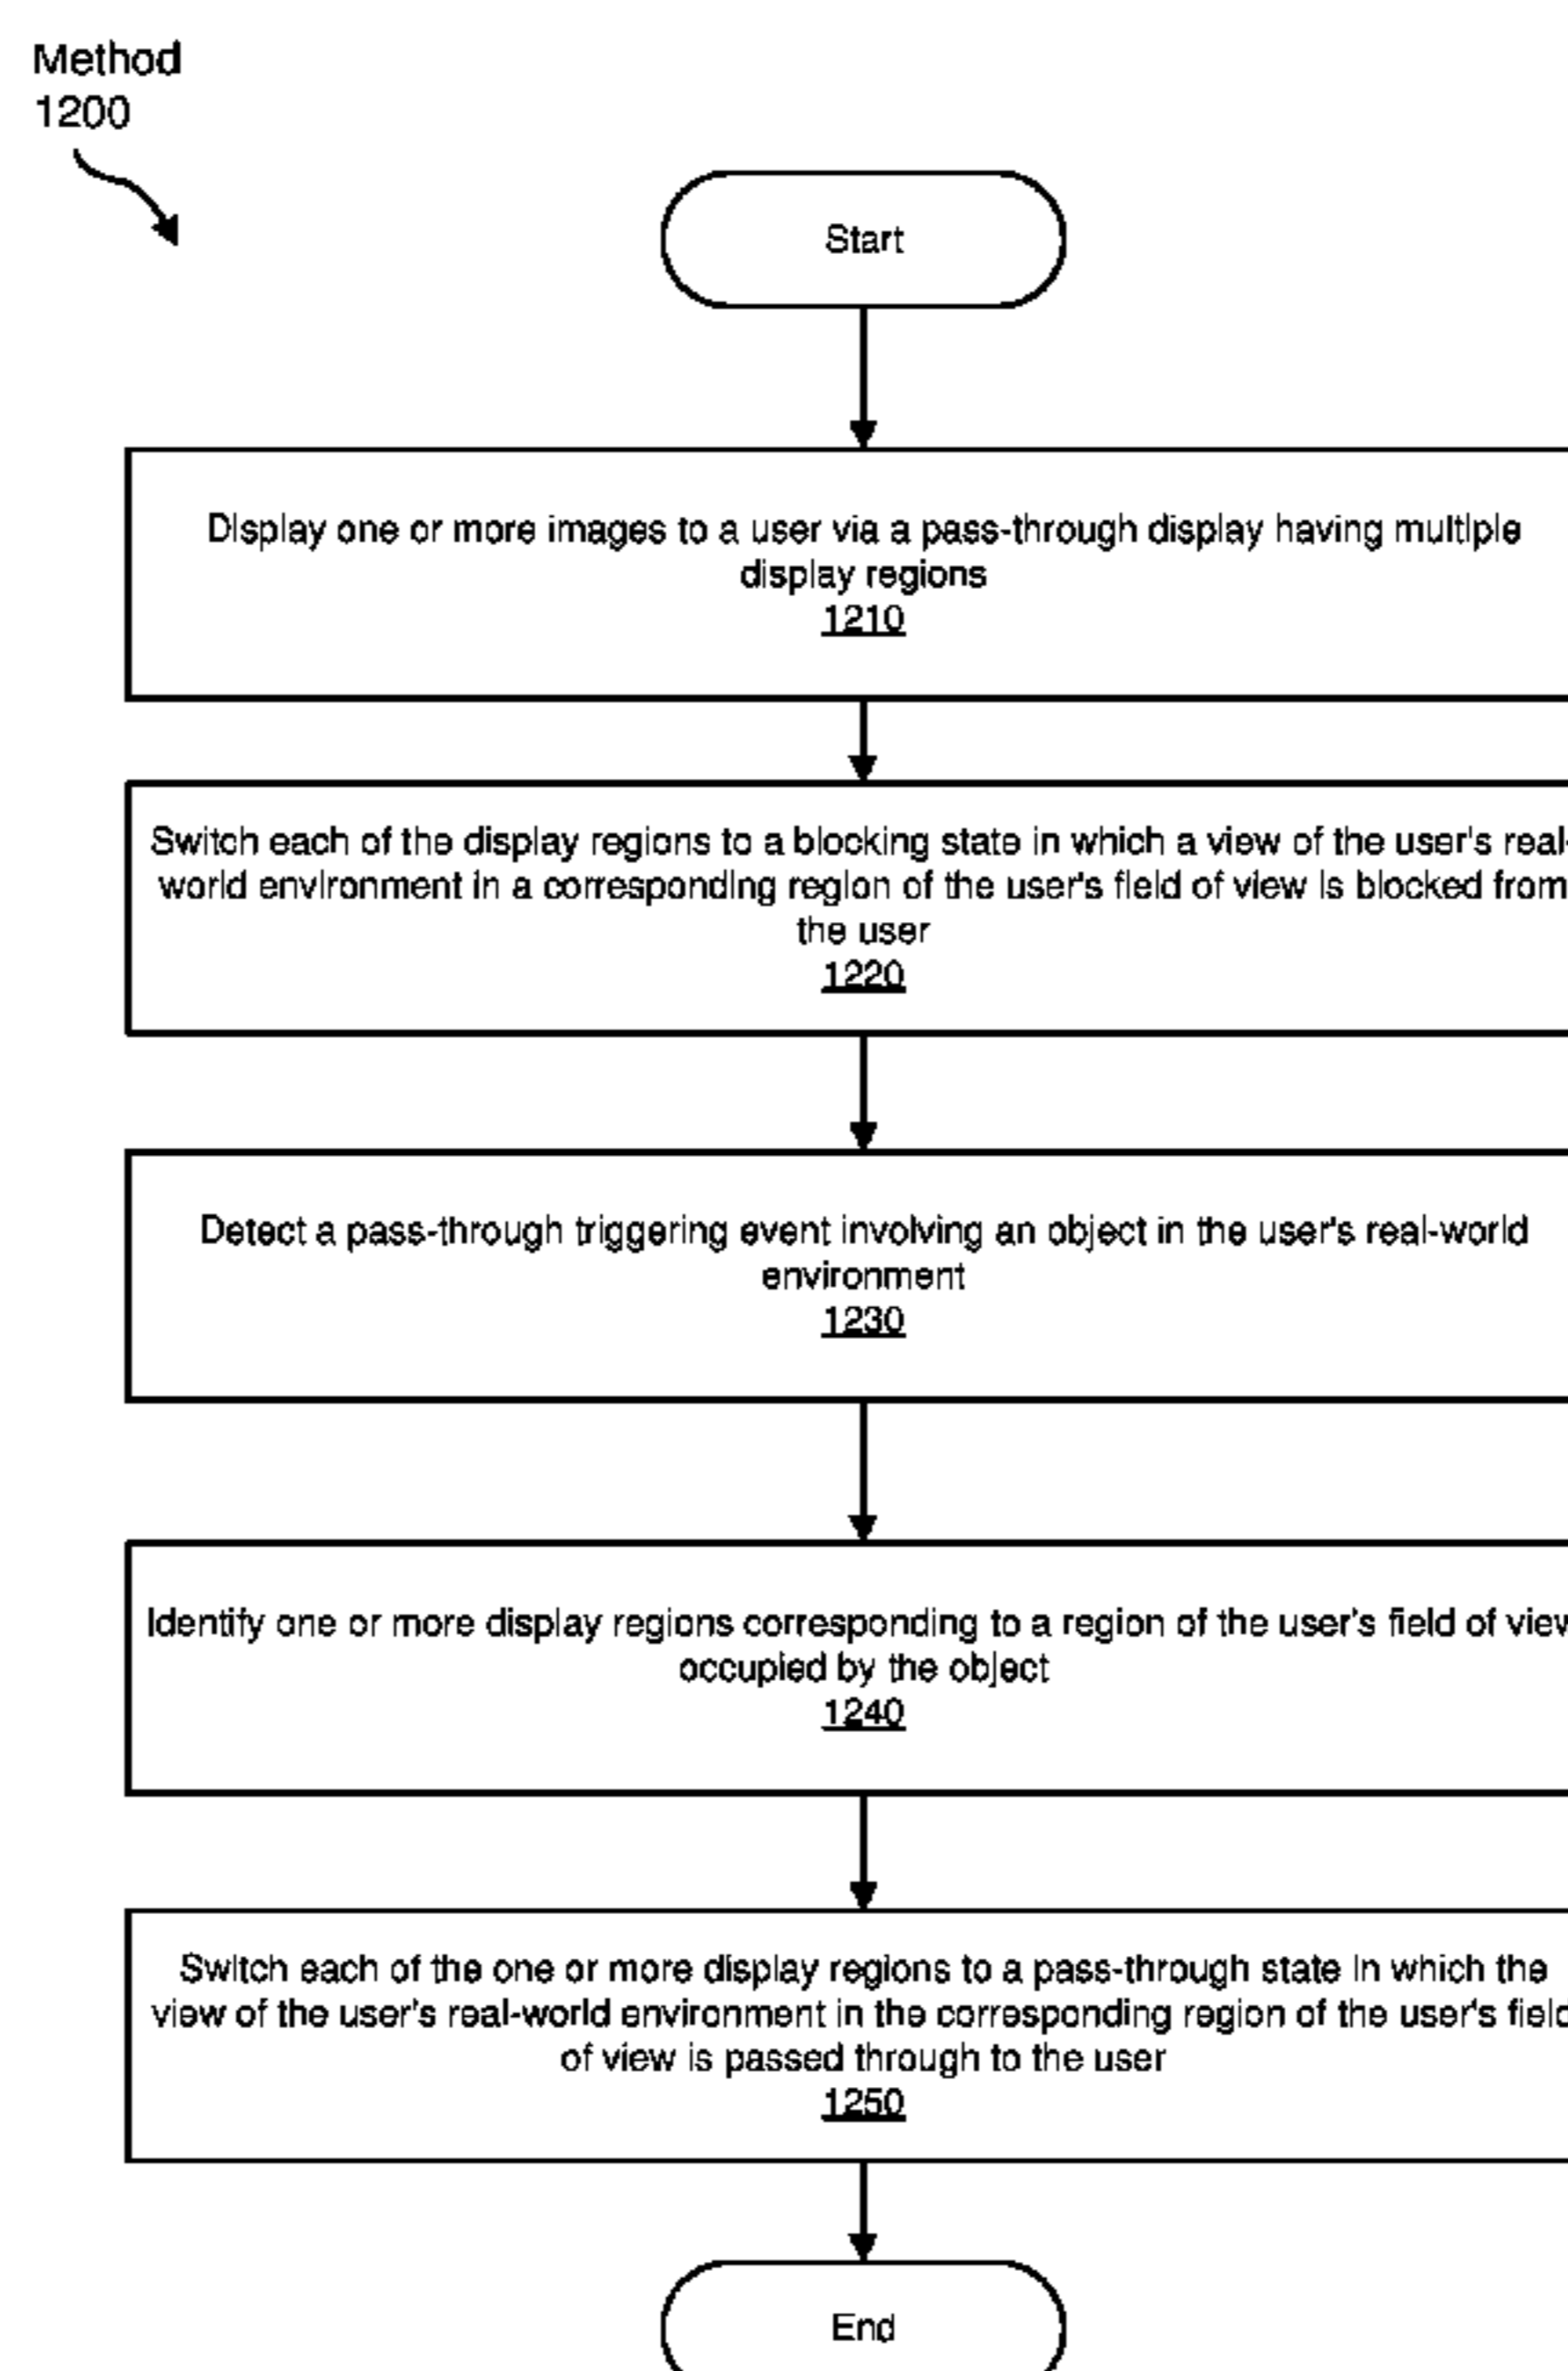 Method
1200
Start
Display one or more images to a user via a pass-through display having multiple
display regions
1210
Switch each of the display regions to a blocking state in which a view of the user's real-
world environment in a corresponding region of the user's field of view is blocked from
the user
1220
Detect a pass-through triggering event involving an object in the user's real-world
environment
1230
Identify one or more display regions corresponding to a region of the user's field of view
occupied by the object
1240
Switch each of the one or more display regions to a pass-through state in which the
view of the user's real-world environment in the corresponding region of the user's field
of view is passed through to the user
1250
End